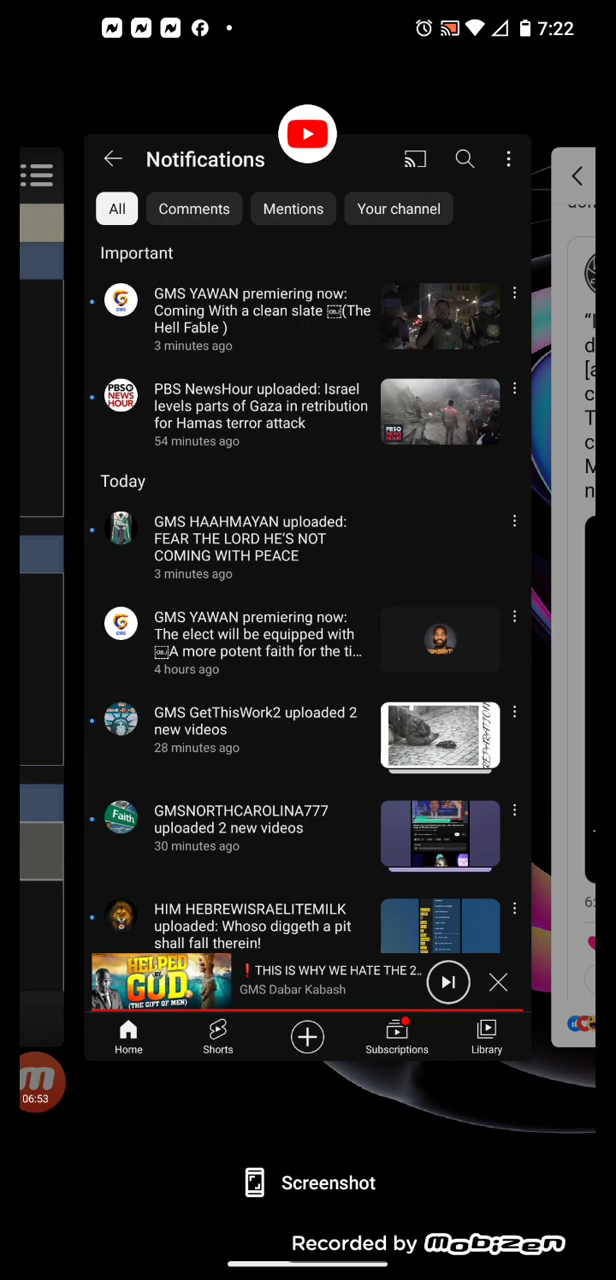 7:22
Notifications
All
Comments
Mentions
Your channel
Important
GMS YAWAN premiering now:
Coming With a clean slate ￼(The
Hell Fable )
3 minutes ago
PBS NewsHour uploaded: Israel
levels parts of Gaza in retribution
for Hamas terror attack
54 minutes ago
Today
GMS HAAHMAYAN uploaded:
FEAR THE LORD HE'S NOT
COMING WITH PEACE
3 minutes ago
GMS YAWAN premiering now:
The elect will be equipped with
￼A more potent faith for the ti…
4 hours ago
GMS GetThisWork2 uploaded 2
new videos
28 minutes ago
GMSNORTHCAROLINA777
uploaded 2 new videos
30 minutes ago
HIM HEBREWISRAELITEMILK
uploaded: Whoso diggeth a pit
shall fall therein!
HELPED
BY
GOD
(THE GIFT OF MEN)
❗THIS IS WHY WE HATE THE 2..
GMS Dabar Kabash
Home
Shorts
Subscriptions
Library
06:53
Screenshot
Recorded by mobizen